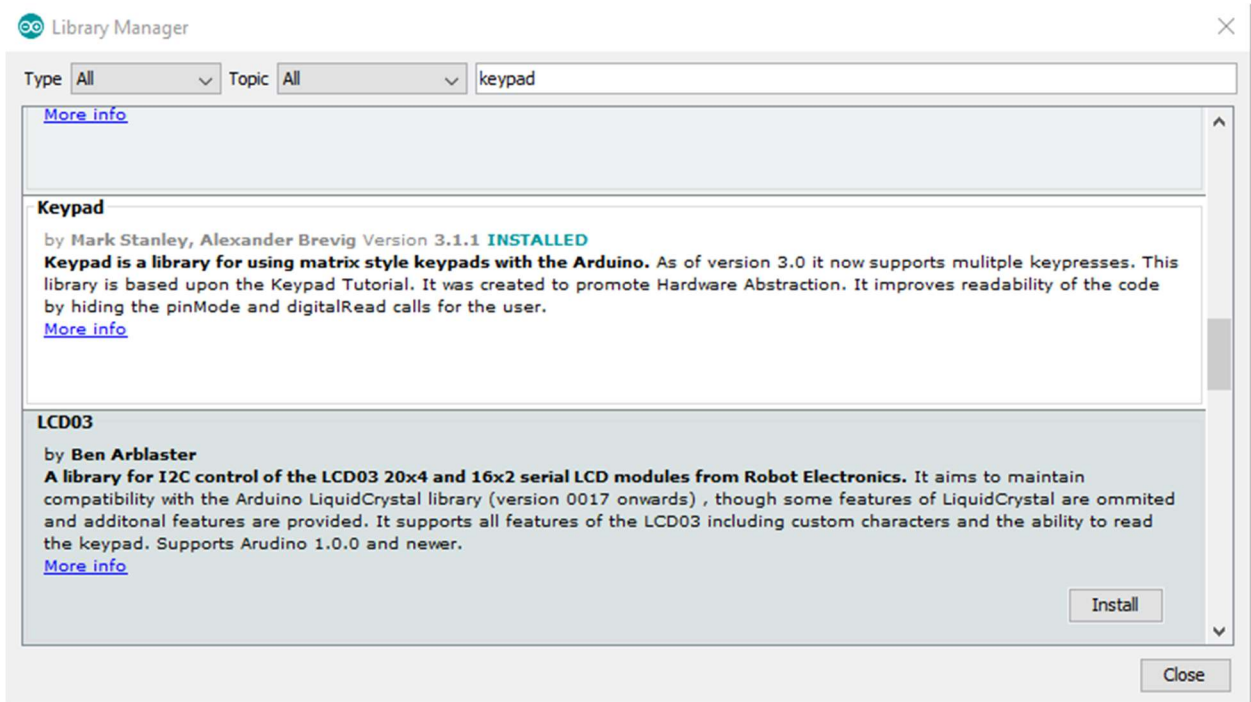 Library Manager
Type All Topic All keypad
More info
Keypad
by Mark Stanley, Alexander Brevig Version 3.1.1 INSTALLED
Keypad is a library for using matrix style keypads with the Arduino. As of version 3.0 it now supports mulitple keypresses. This
library is based upon the Keypad Tutorial. It was created to promote Hardware Abstraction. It improves readability of the code
by hiding the pinMode and digitalRead calls for the user.
More info
LCD03
by Ben Arblaster
A library for I2C control of the LCD03 20x4 and 16x2 serial LCD modules from Robot Electronics. It aims to maintain
compatibility with the Arduino LiquidCrystal library (version 0017 onwards) , though some features of LiquidCrystal are ommited
and additonal features are provided. It supports all features of the LCD03 including custom characters and the ability to read
the keypad. Supports Arudino 1.0.0 and newer.
More info
Install
Close